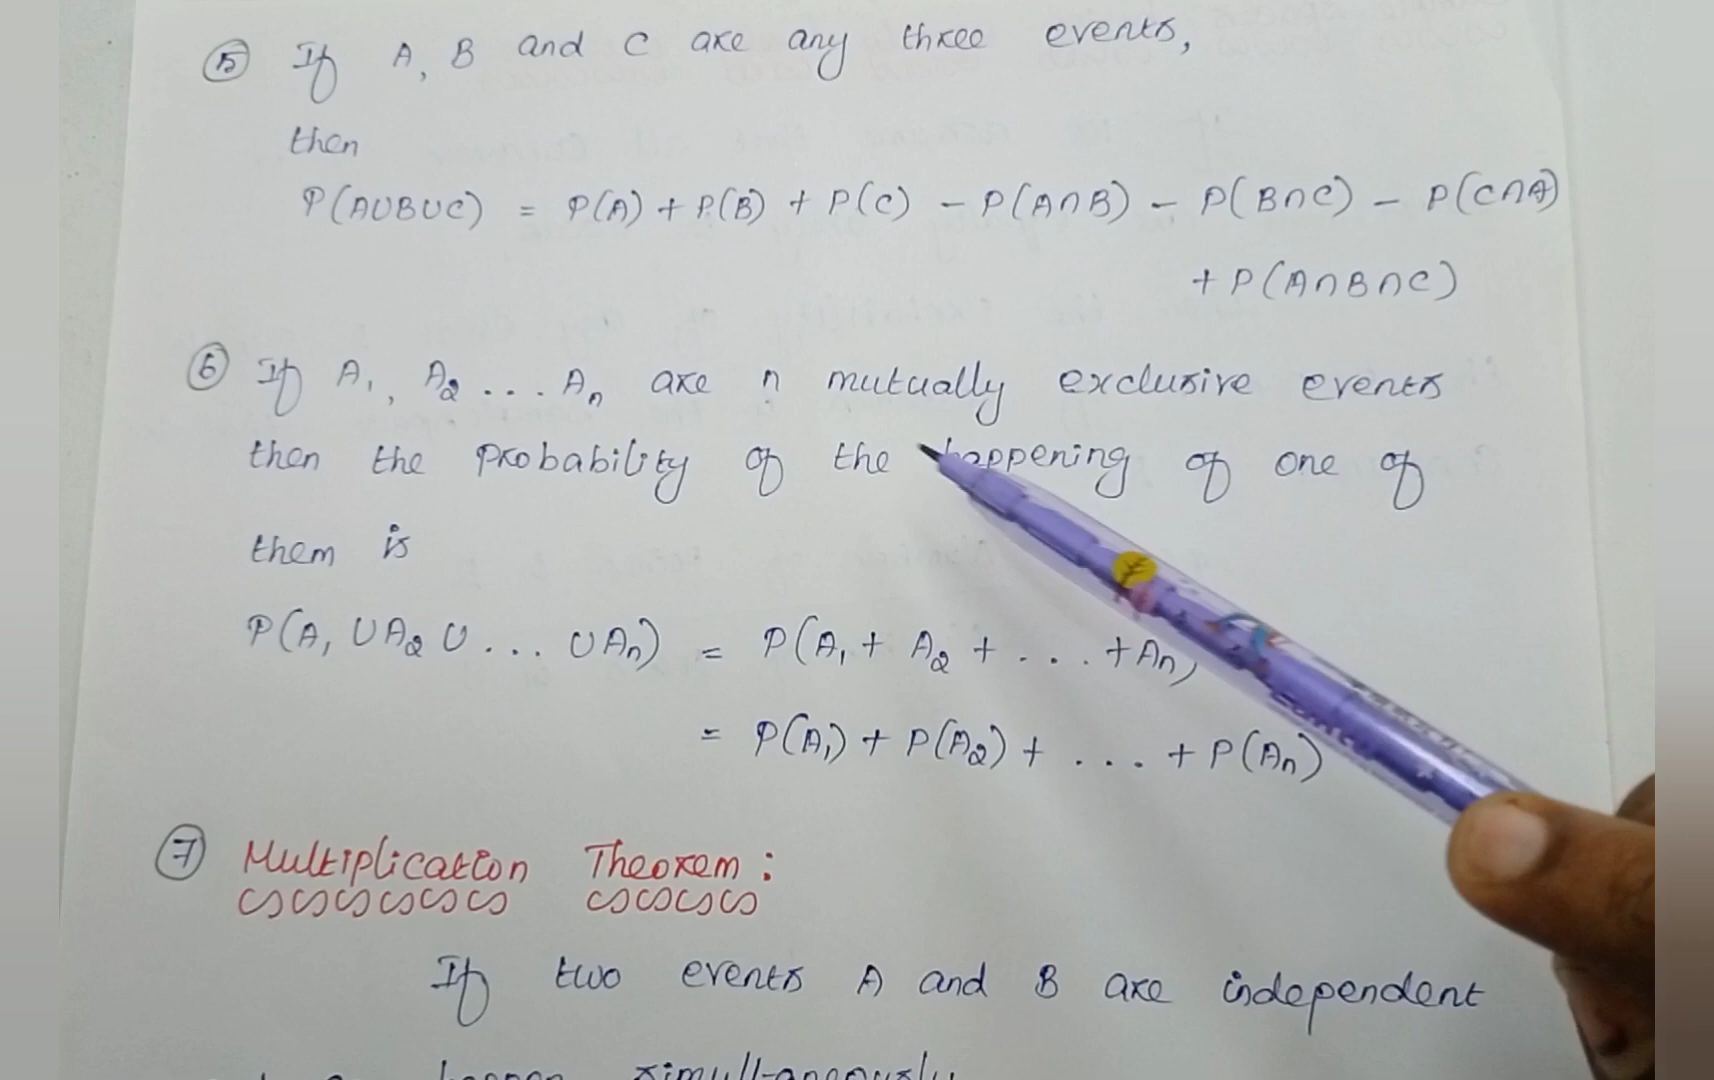 5 If A, B and C are any three events,
then
P(A∪B∪C) = P(A) + P(B) + P(C) - P(A∩B) - P(B∩C) - P(C∩A)
+ P(A∩B∩C)
6 If A₁, A₂ ... Aₙ are n mutually exclusive events
then the probability of the happening of one of
them is
P(A₁ ∪ A₂ ∪ ... ∪ Aₙ) = P(A₁ + A₂ + ... + Aₙ)
= P(A₁) + P(A₂) + ... + P(Aₙ)
7 Multiplication Theorem :
If two events A and B are independent
happen simultaneously